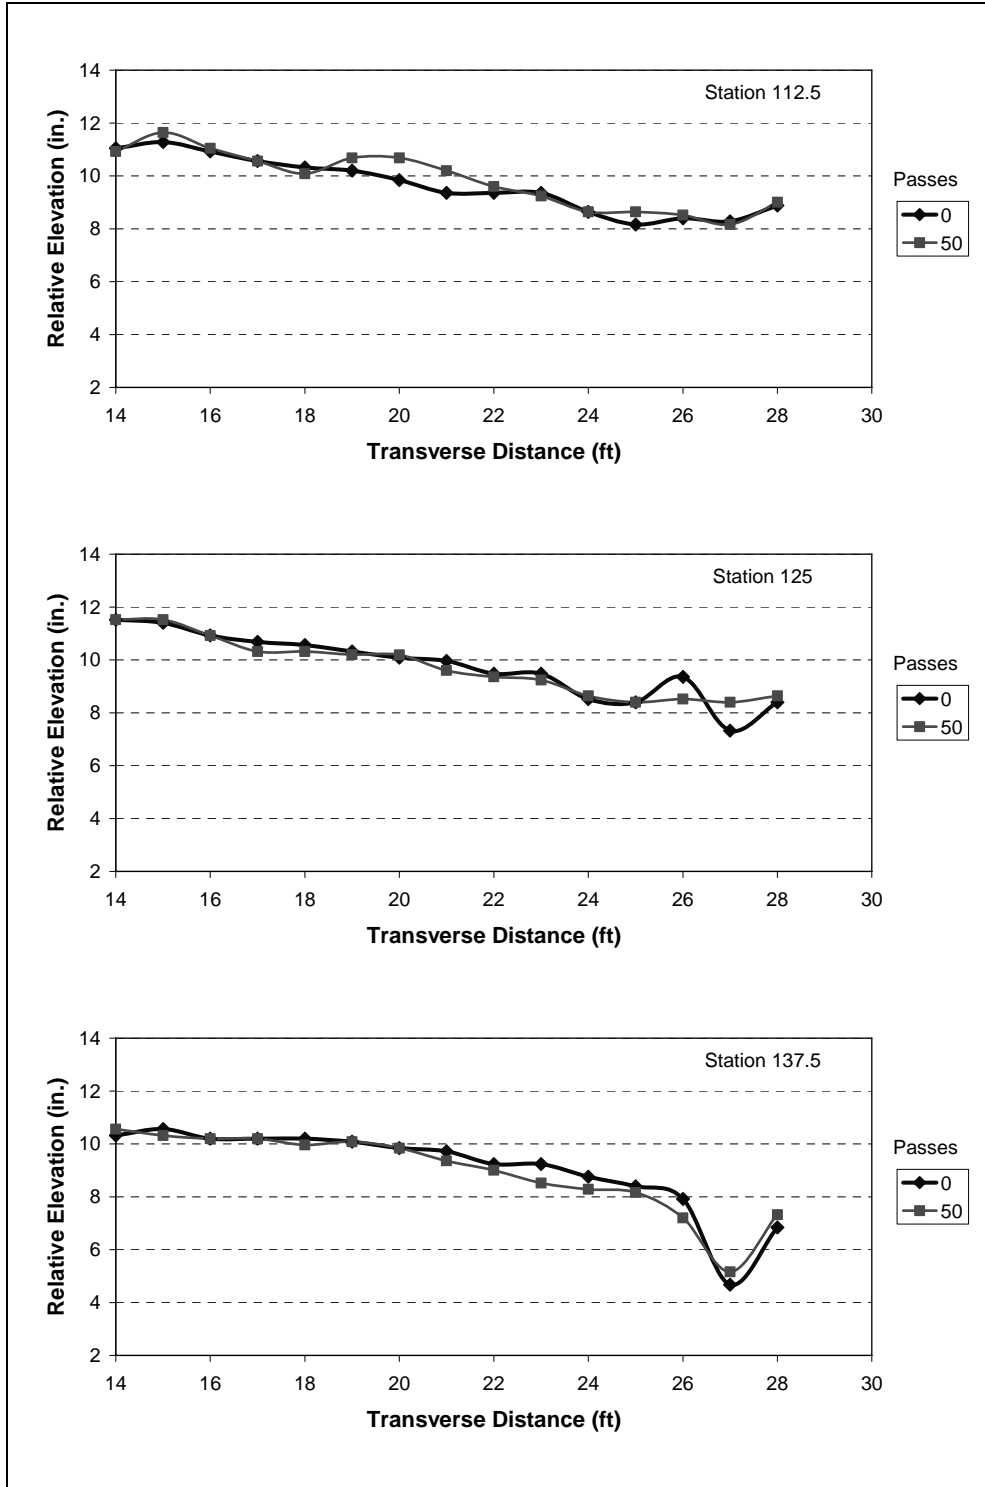 14
12
10
8
6
4
2
Relative Elevation (in.)
Station 112.5
Passes
0
50
14 16 18 20 22 24 26 28 30
Transverse Distance (ft)
14
12
10
8
6
4
2
Relative Elevation (in.)
Station 125
Passes
0
50
14 16 18 20 22 24 26 28 30
Transverse Distance (ft)
14
12
10
8
6
4
2
Relative Elevation (in.)
Station 137.5
Passes
0
50
14 16 18 20 22 24 26 28 30
Transverse Distance (ft)